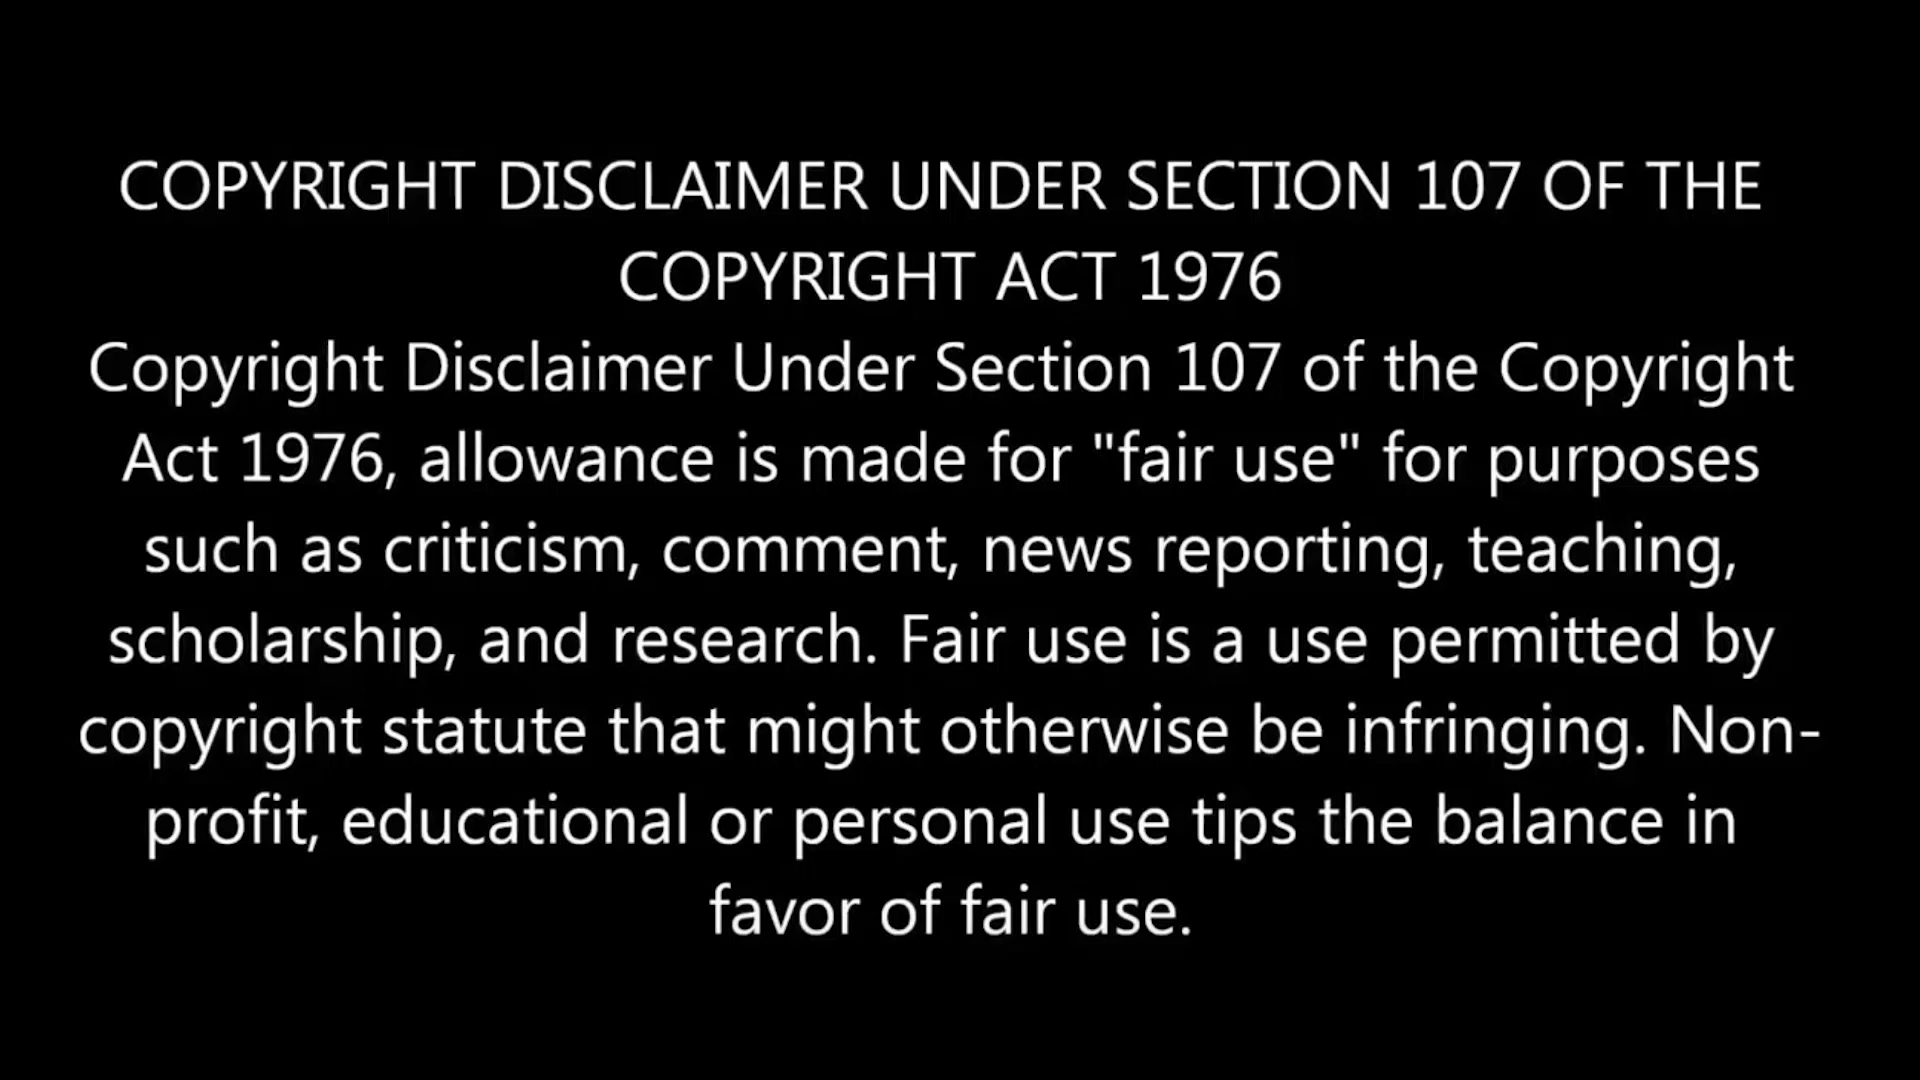 COPYRIGHT DISCLAIMER UNDER SECTION 107 OF THE
COPYRIGHT ACT 1976
Copyright Disclaimer Under Section 107 of the Copyright
Act 1976, allowance is made for "fair use" for purposes
such as criticism, comment, news reporting, teaching,
scholarship, and research. Fair use is a use permitted by
copyright statute that might otherwise be infringing. Non-
profit, educational or personal use tips the balance in
favor of fair use.